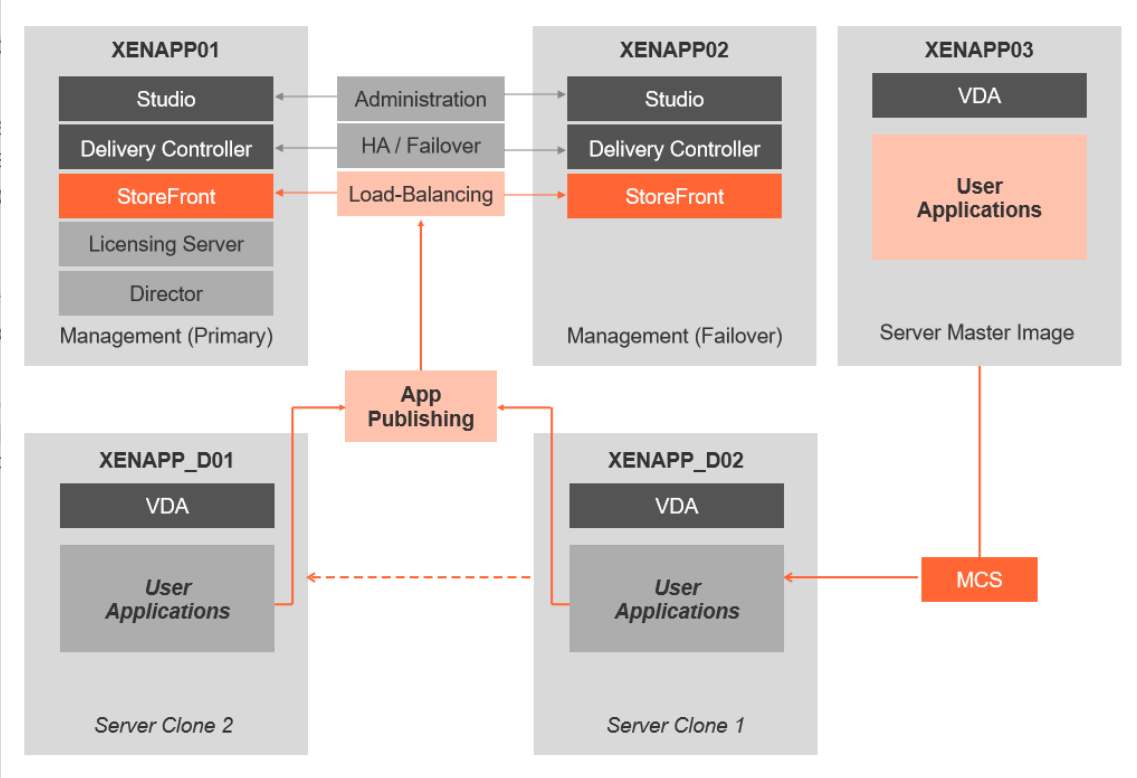 XENAPP01
Studio
Delivery Controller
StoreFront
Licensing Server
Director
Management (Primary)
Administration
HA / Failover
Load-Balancing
XENAPP02
Studio
Delivery Controller
StoreFront
Management (Failover)
XENAPP03
VDA
User
Applications
Server Master Image
App
Publishing
XENAPP_D01
VDA
User
Applications
Server Clone 2
XENAPP_D02
VDA
User
Applications
Server Clone 1
MCS